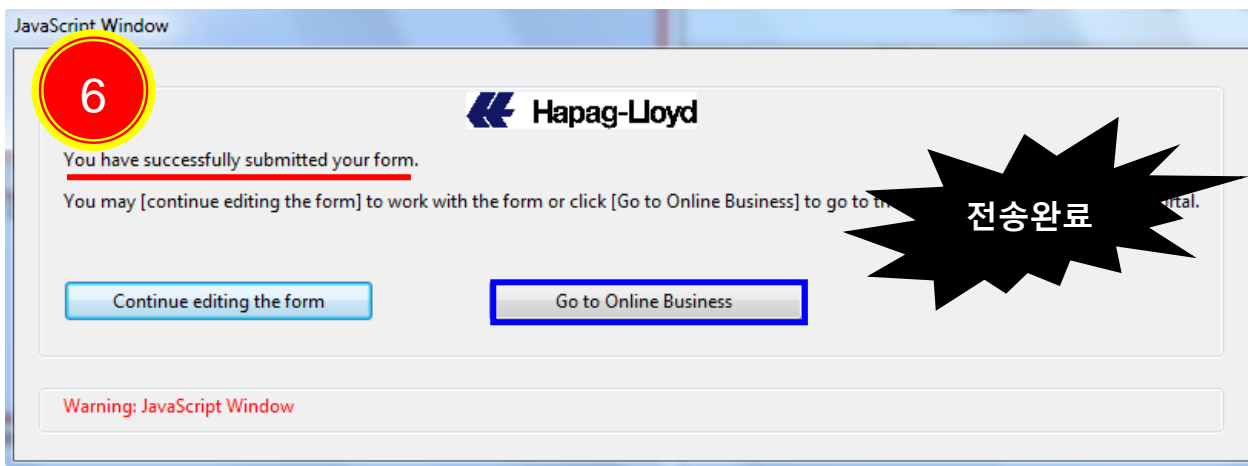 JavaScript Window
6
Hapag-Lloyd
You have successfully submitted your form.
You may [continue editing the form] to work with the form or click [Go to Online Business] to go to
전송완료
Continue editing the form
Go to Online Business
Warning: JavaScript Window